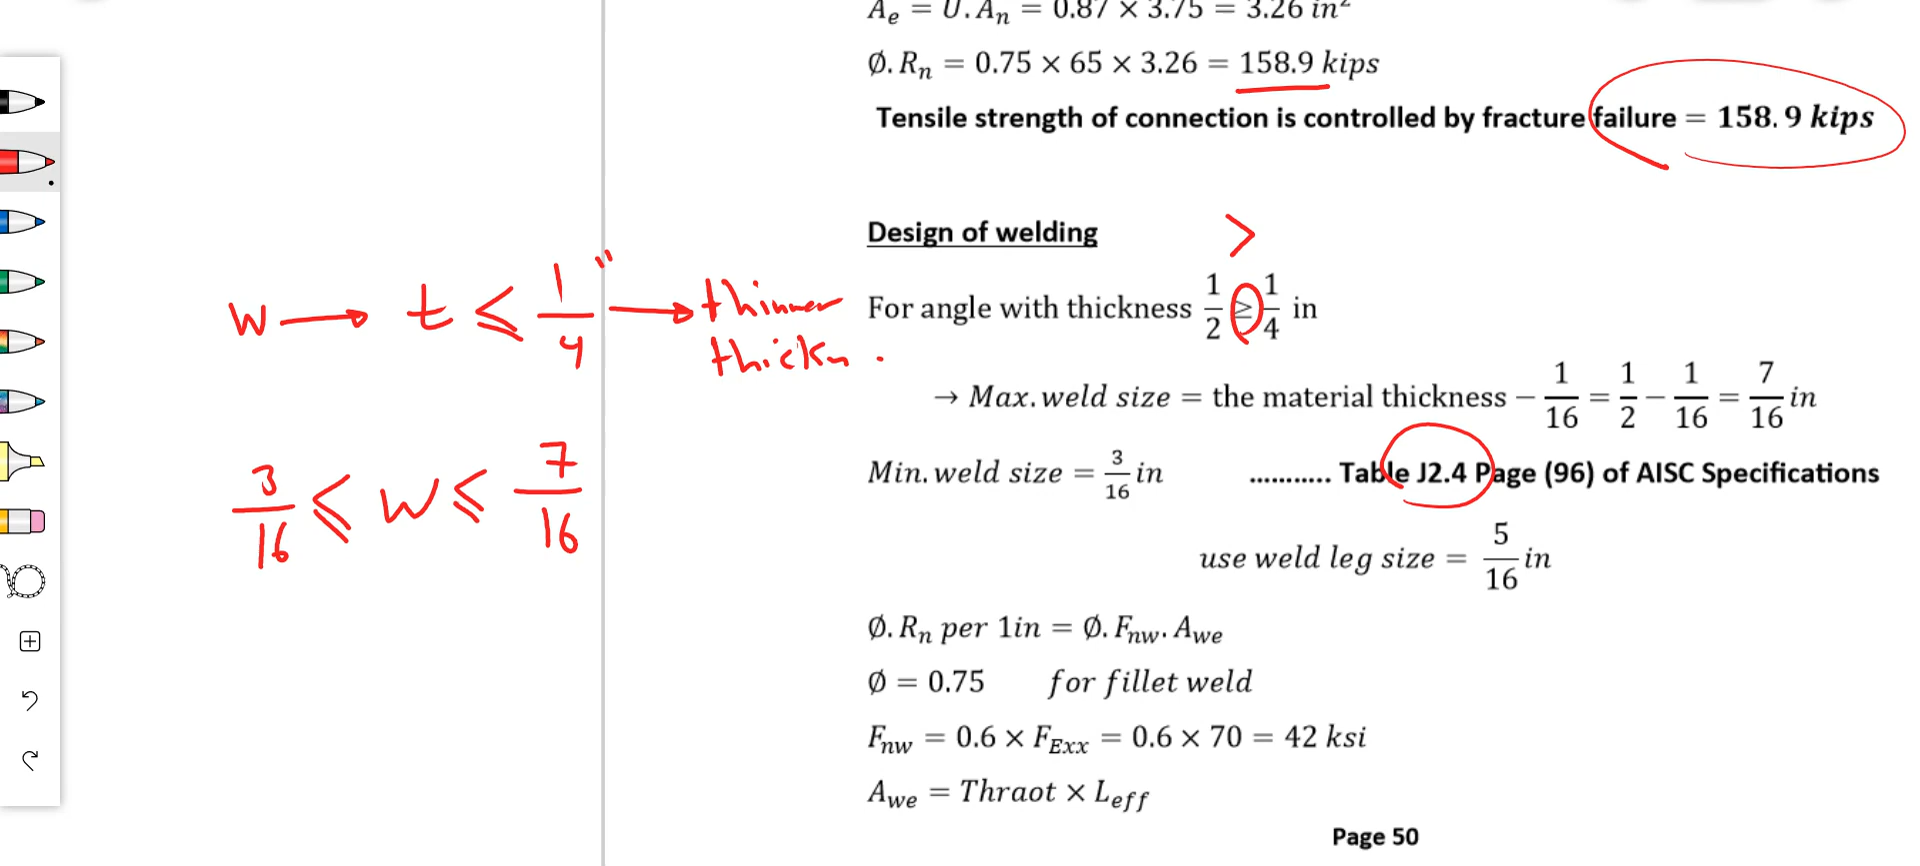 Aₑ = U. Aₙ = 0.87 × 3.75 = 3.26 in²
Ø. Rₙ = 0.75 × 65 × 3.26 = 158.9 kips
Tensile strength of connection is controlled by fracture failure = 158. 9 kips
Design of welding
>
For angle with thickness 1/2 ≥ 1/4 in
→ Max. weld size = the material thickness − 1/16 = 1/2 − 1/16 = 7/16 in
Min. weld size = 3/16 in ........... Table J2.4 Page (96) of AISC Specifications
use weld leg size = 5/16 in
Ø. Rₙ per 1in = Ø. Fnw. Awe
Ø = 0.75 for fillet weld
Fnw = 0.6 × FExx = 0.6 × 70 = 42 ksi
Awe = Thraot × Leff
Page 50
w → t ≤ 1/4" → thinner
thickn.
3/16 ≤ w ≤ 7/16